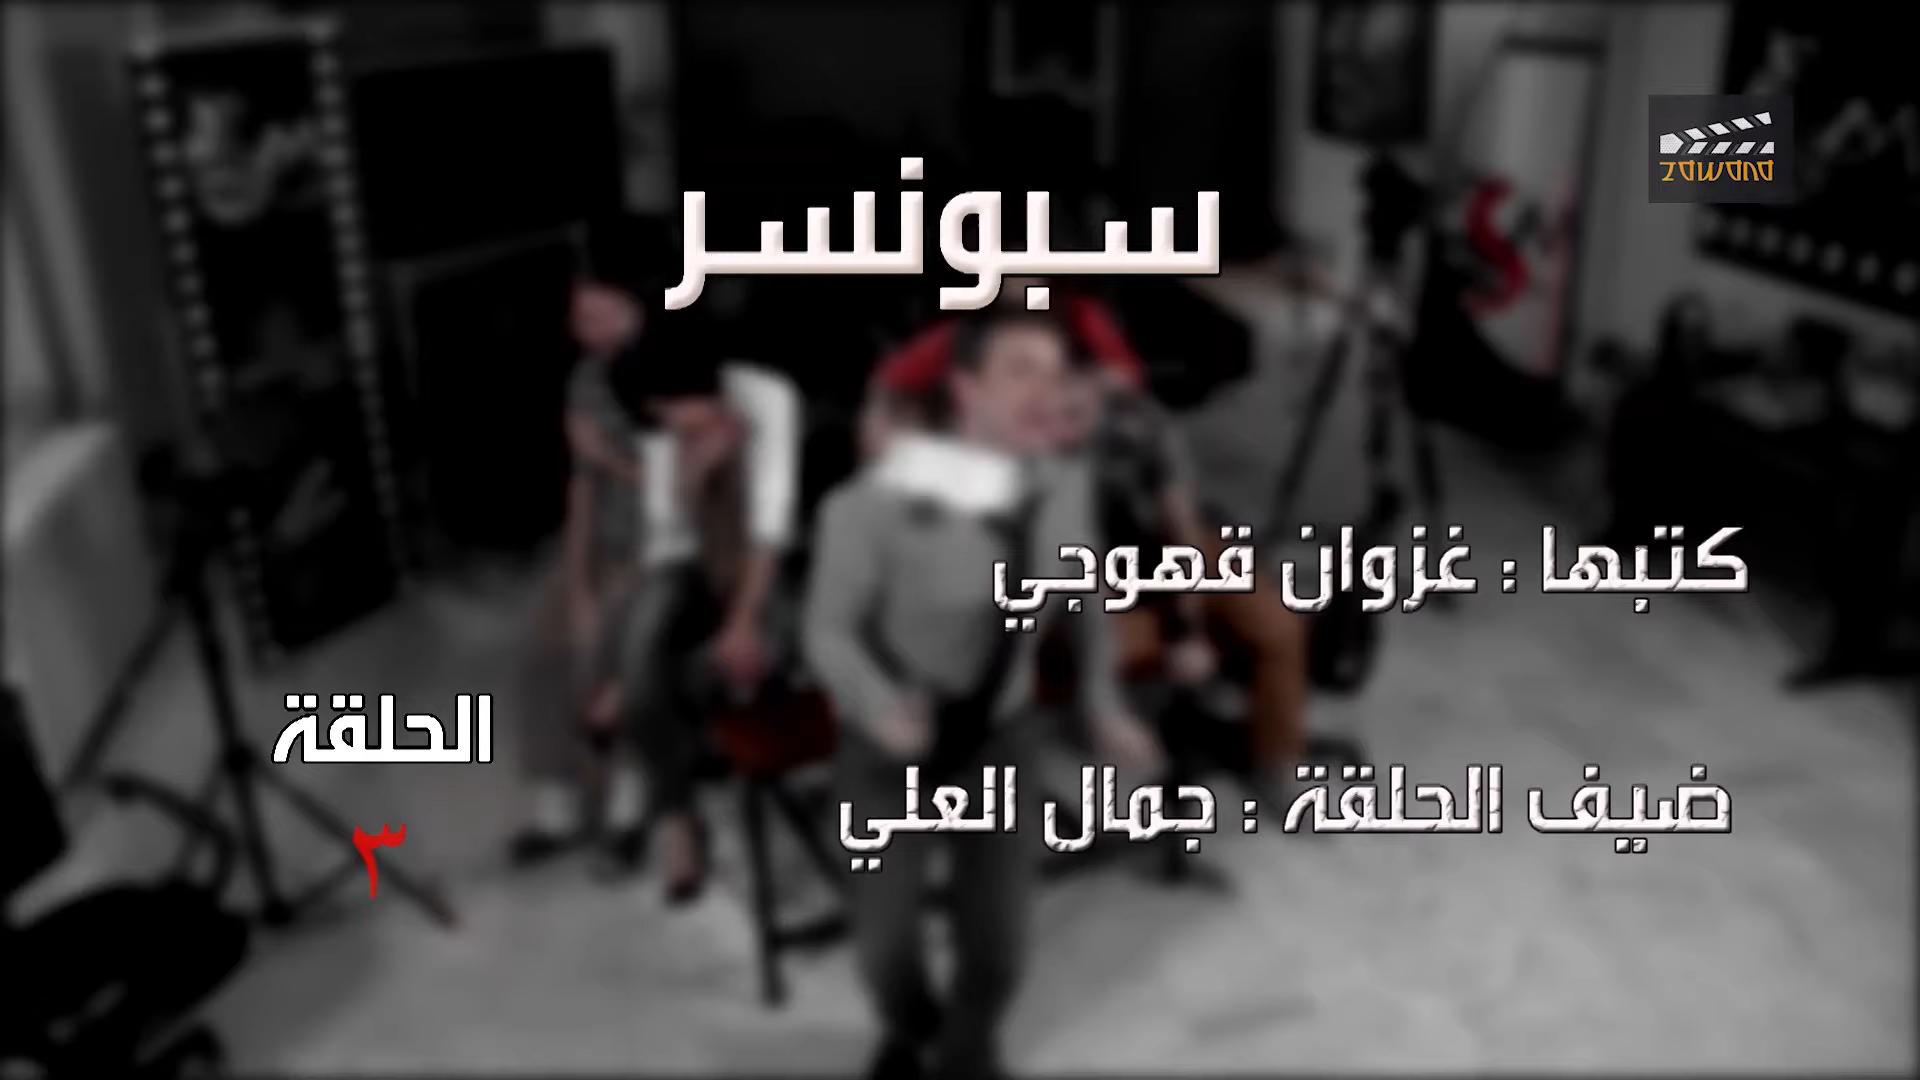 zawana
سبونسر
كتبها : غزوان قهوجي
ضيف الحلقة : جمال العلي
الحلقة
٣